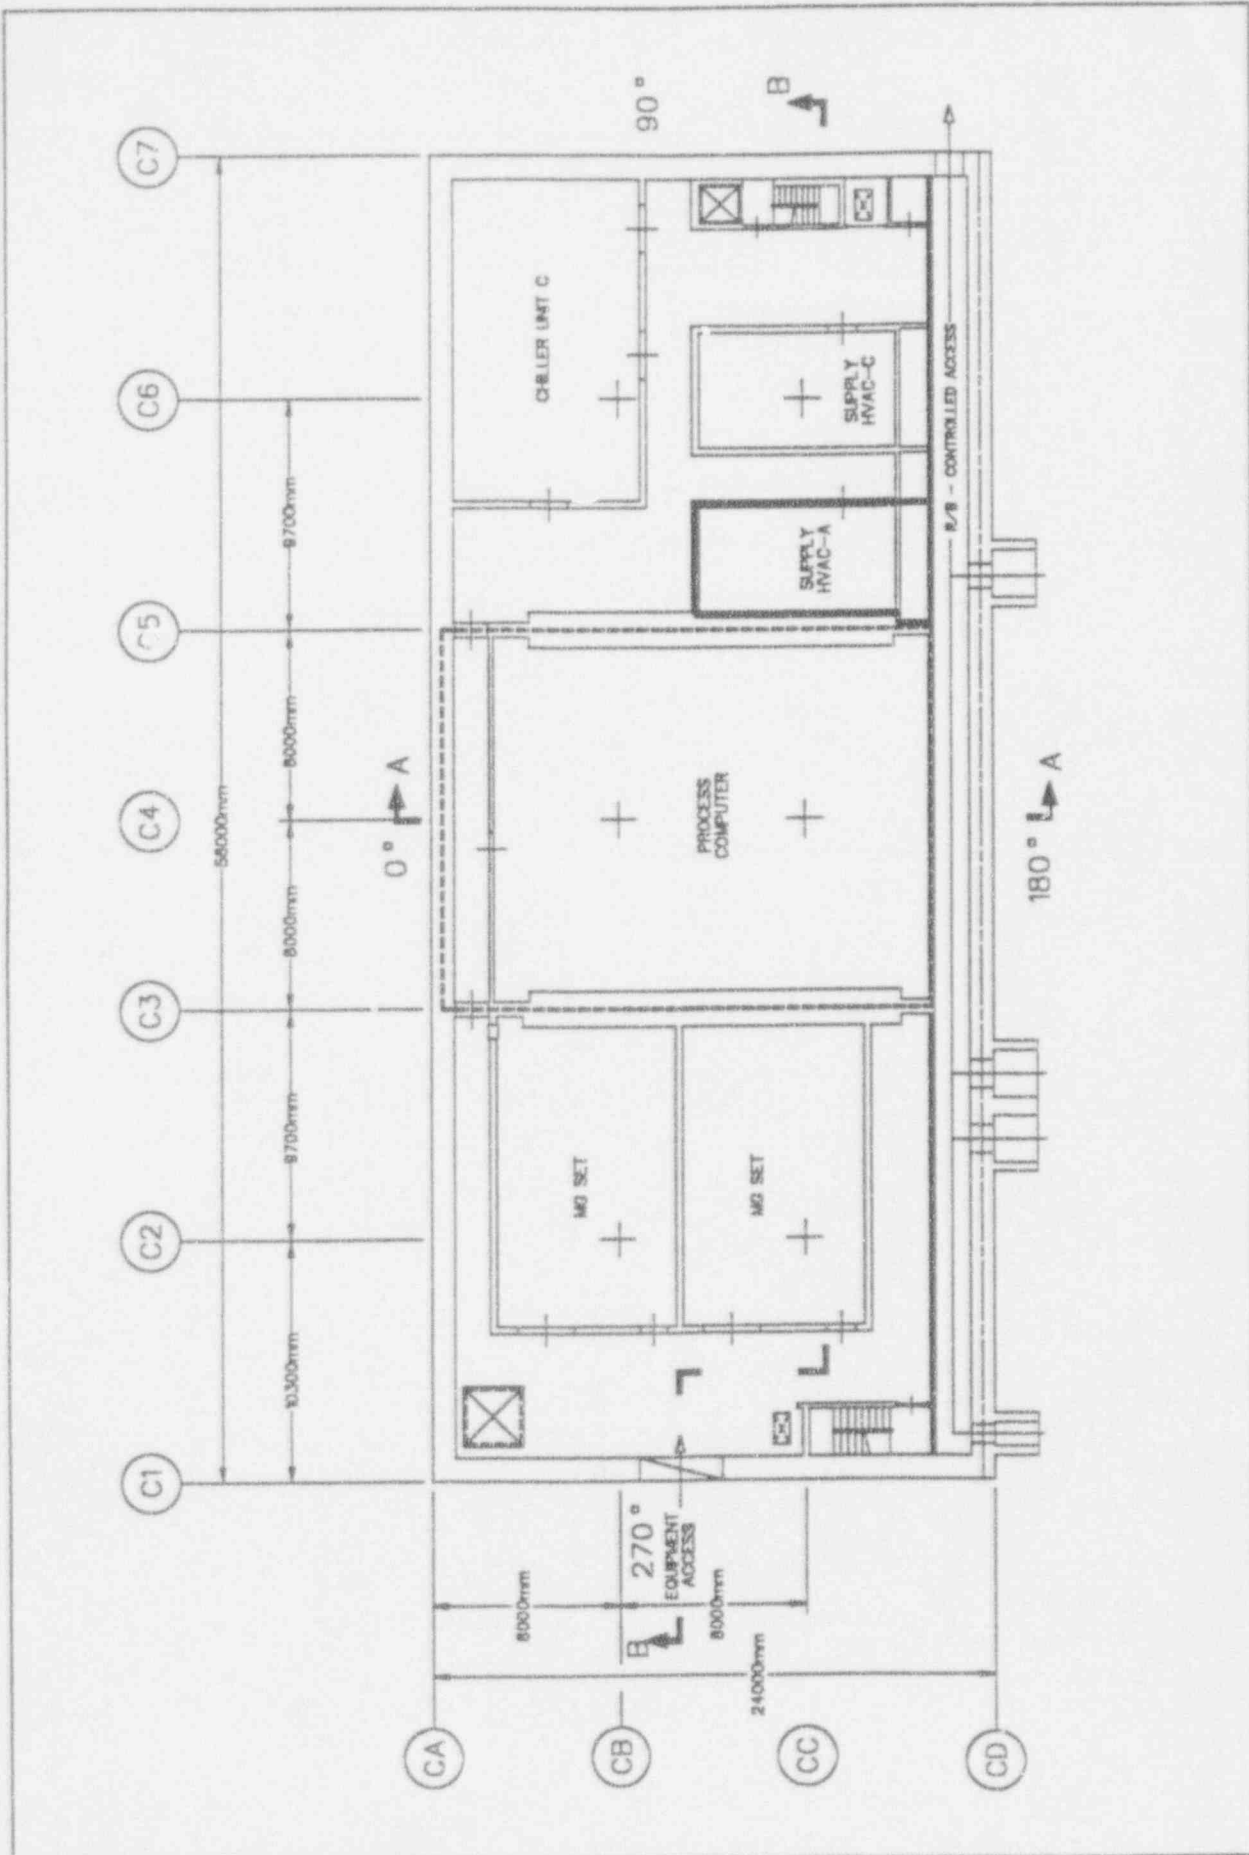 C1
C2
C3
C4
C5
C6
C7
58000mm
10300mm
9700mm
8000mm
8000mm
9700mm
0°
A
CA
CB
CC
CD
8000mm
8000mm
24000mm
270°
EQUIPMENT
ACCESS
B
90°
B
CHILLER UNIT C
MG SET
MG SET
PROCESS
COMPUTER
SUPPLY
HVAC-A
SUPPLY
HVAC-C
R/B - CONTROLLED ACCESS
180°
A